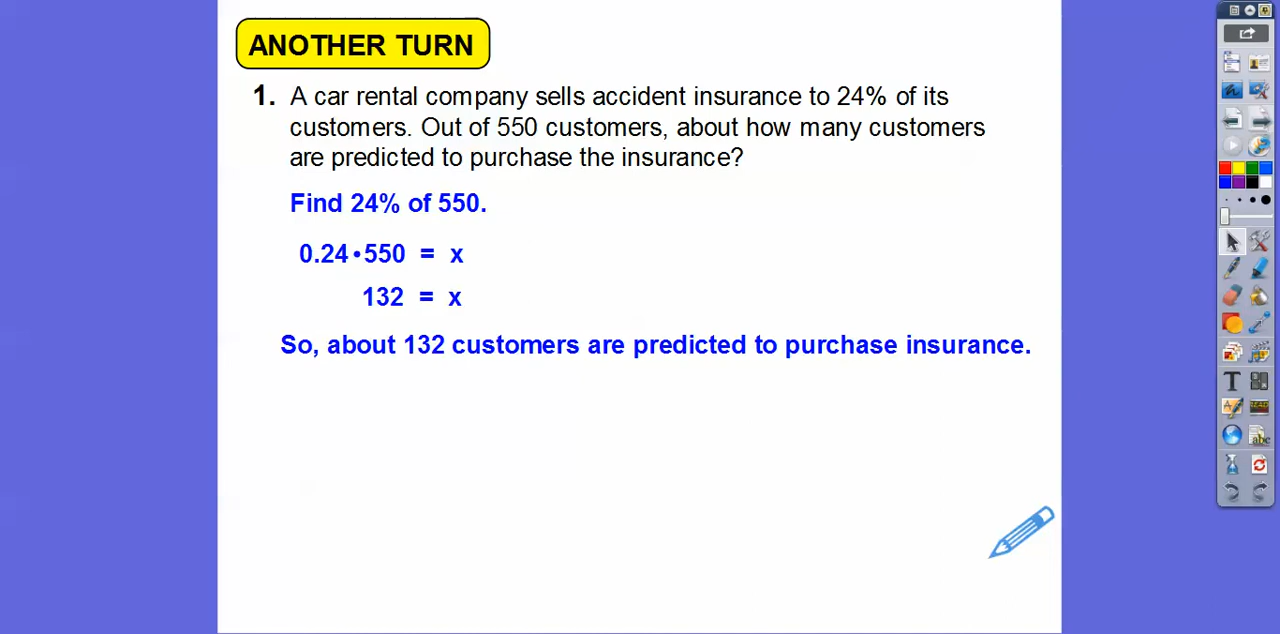 ANOTHER TURN
1. A car rental company sells accident insurance to 24% of its
customers. Out of 550 customers, about how many customers
are predicted to purchase the insurance?
Find 24% of 550.
0.24•550 = x
132 = x
So, about 132 customers are predicted to purchase insurance.
T
abc